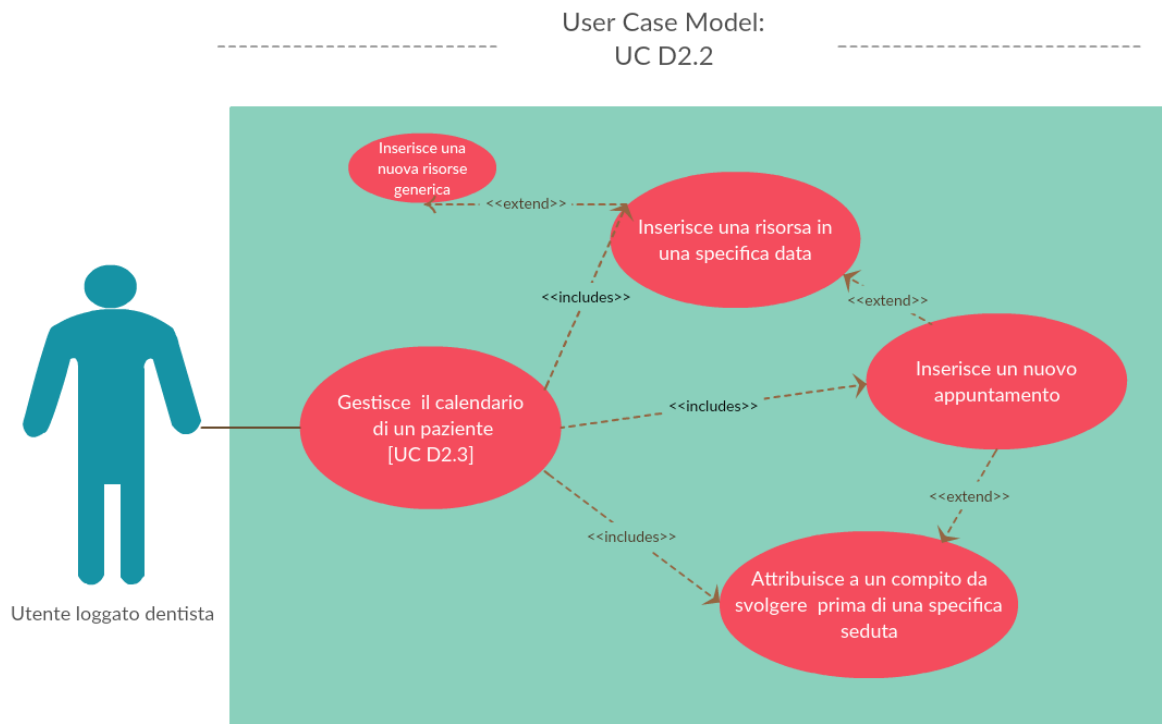 User Case Model:
UC D2.2
Inserisce una
nuova risorse
generica
<<extend>>
Inserisce una risorsa in
una specifica data
<<includes>>
<<extend>>
Inserisce un nuovo
appuntamento
Gestisce il calendario
di un paziente
[UC D2.3]
<<includes>>
<<extend>>
<<includes>>
Attribuisce a un compito da
svolgere prima di una specifica
seduta
Utente loggato dentista